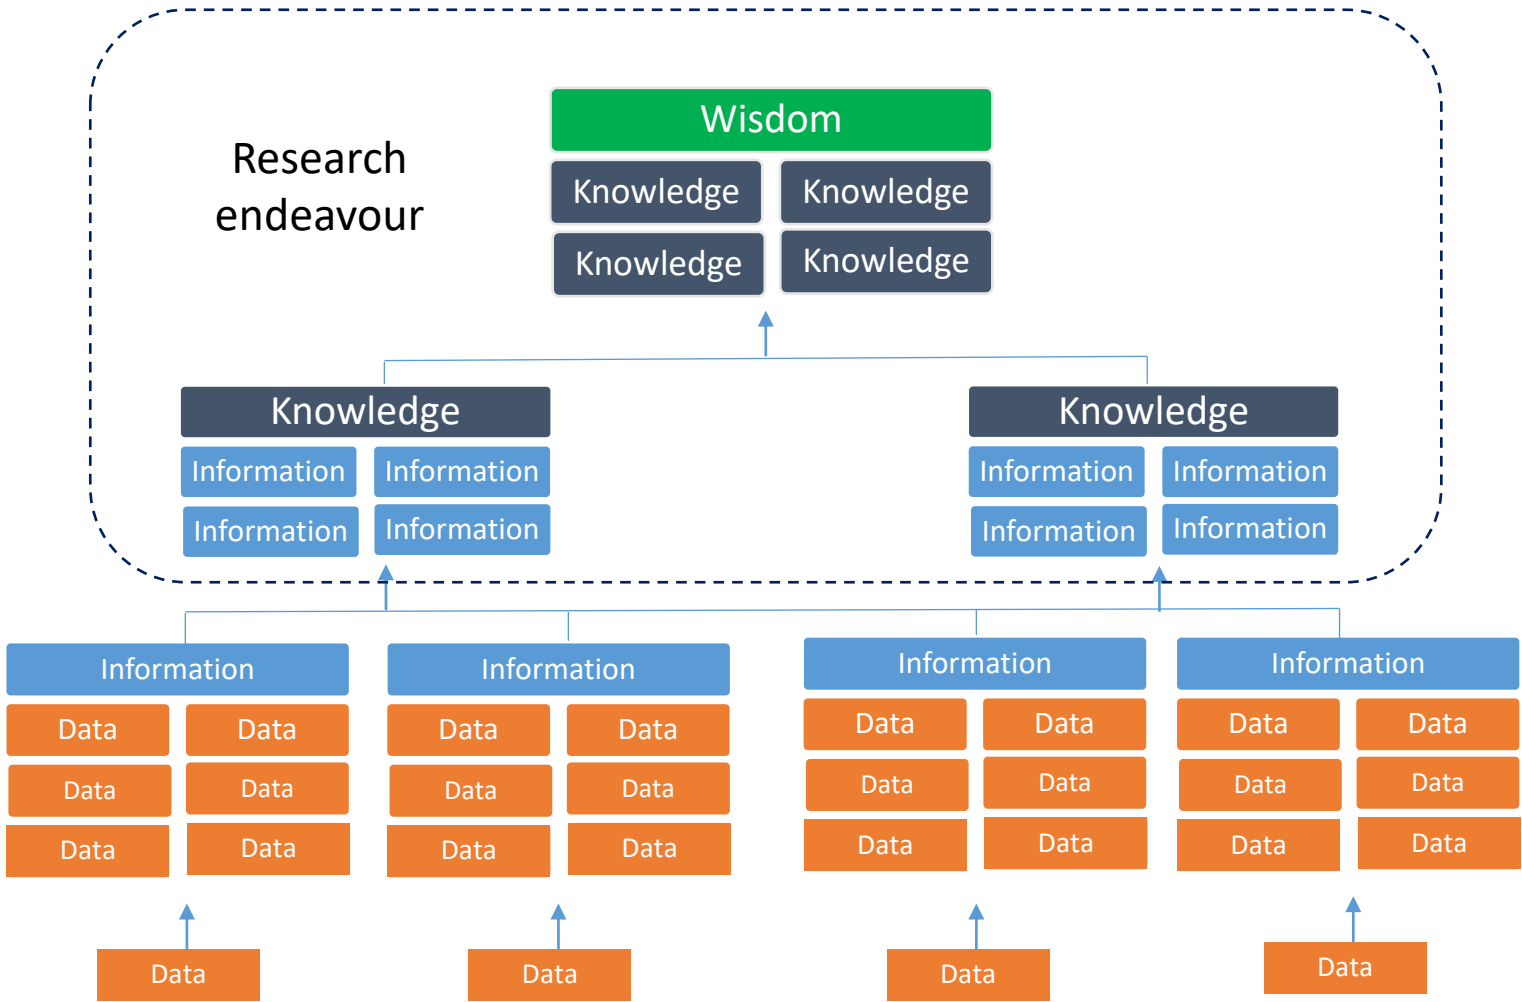 Wisdom
Research
endeavour
Knowledge Knowledge
Knowledge Knowledge
Knowledge Knowledge
Information Information Information Information
Information Information Information Information
Information Information Information Information
Data Data Data Data Data Data Data Data
Data Data Data Data Data Data Data Data
Data Data Data Data Data Data Data Data
Data Data Data Data